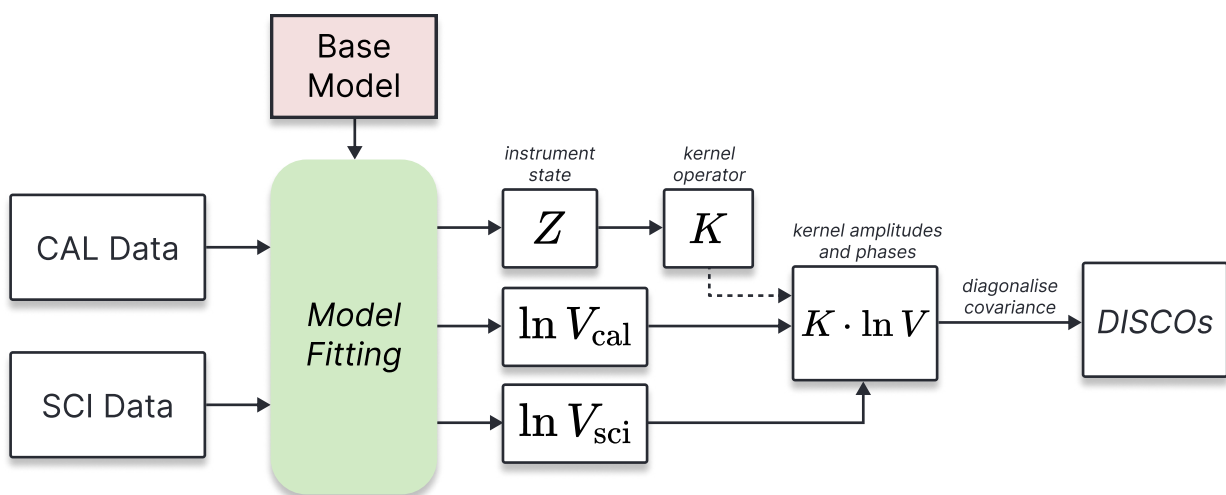 Base
Model
CAL Data
SCI Data
Model
Fitting
instrument
state
Z
kernel
operator
K
ln V_cal
ln V_sci
kernel amplitudes
and phases
K · ln V
diagonalise
covariance
DISCOs